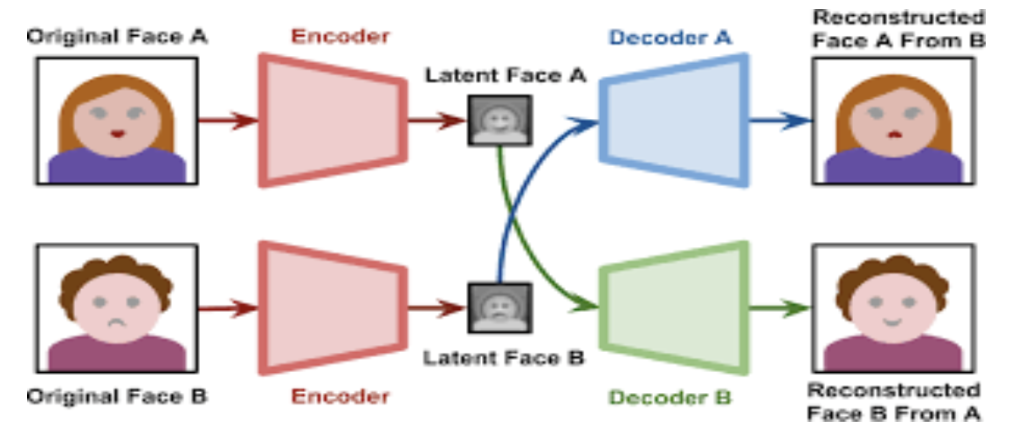 Original Face A
Encoder
Latent Face A
Decoder A
Reconstructed
Face A From B
Original Face B
Encoder
Latent Face B
Decoder B
Reconstructed
Face B From A